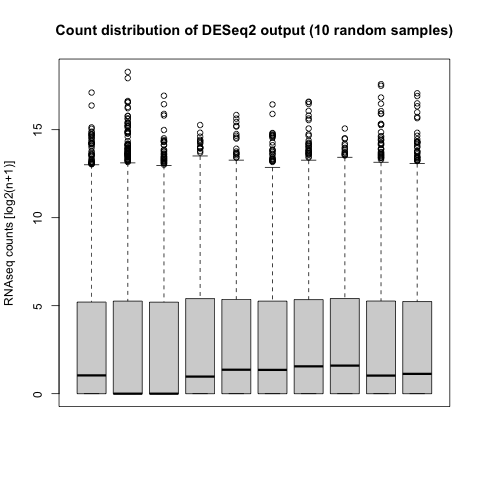 Count distribution of DESeq2 output (10 random samples)
RNAseq counts [log2(n+1)]
15
10
5
0